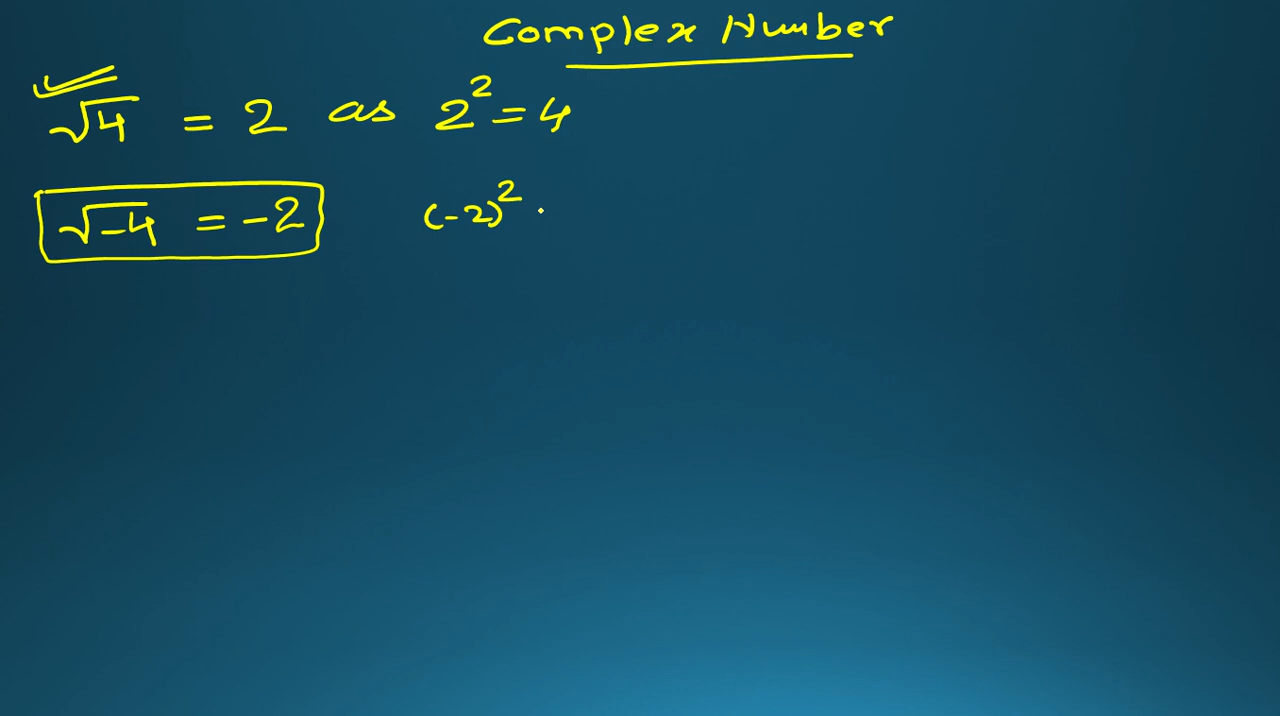 Complex Number
√4 = 2 as 2² = 4
√-4 = -2 (-2)²